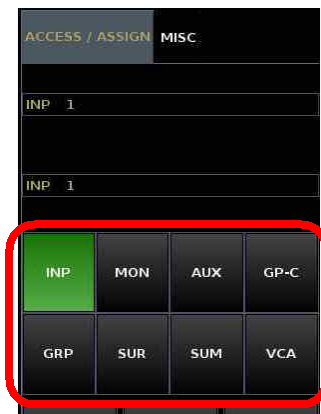 ACCESS / ASSIGN MISC
INP 1
INP 1
INP MON AUX GP-C
GRP SUR SUM VCA